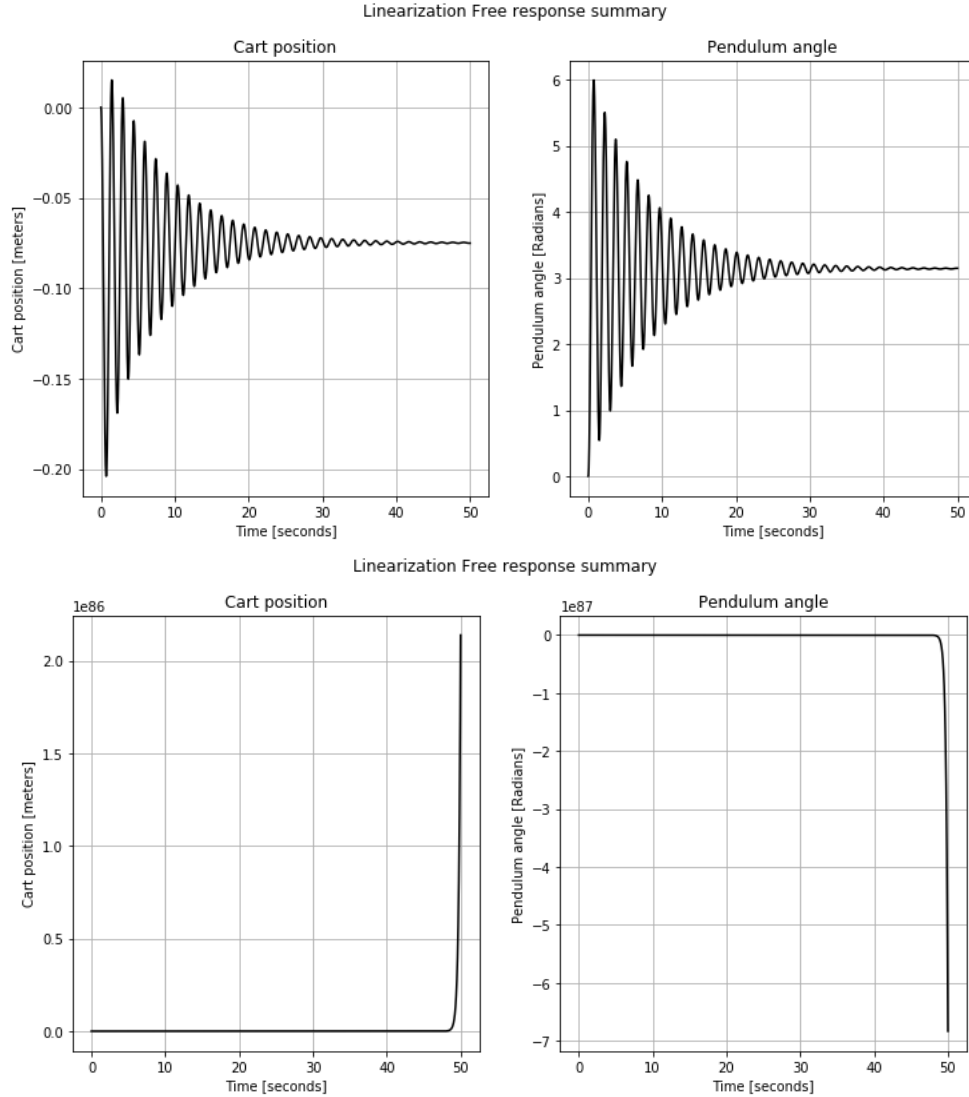 Linearization Free response summary
Cart position
Pendulum angle
0.00
−0.05
−0.10
−0.15
−0.20
Cart position [meters]
0 10 20 30 40 50
Time [seconds]
6
5
4
3
2
1
0
Pendulum angle [Radians]
0 10 20 30 40 50
Time [seconds]
Linearization Free response summary
Cart position
1e86
2.0
1.5
1.0
0.5
0.0
Cart position [meters]
0 10 20 30 40 50
Time [seconds]
Pendulum angle
1e87
0
−1
−2
−3
−4
−5
−6
−7
Pendulum angle [Radians]
0 10 20 30 40 50
Time [seconds]